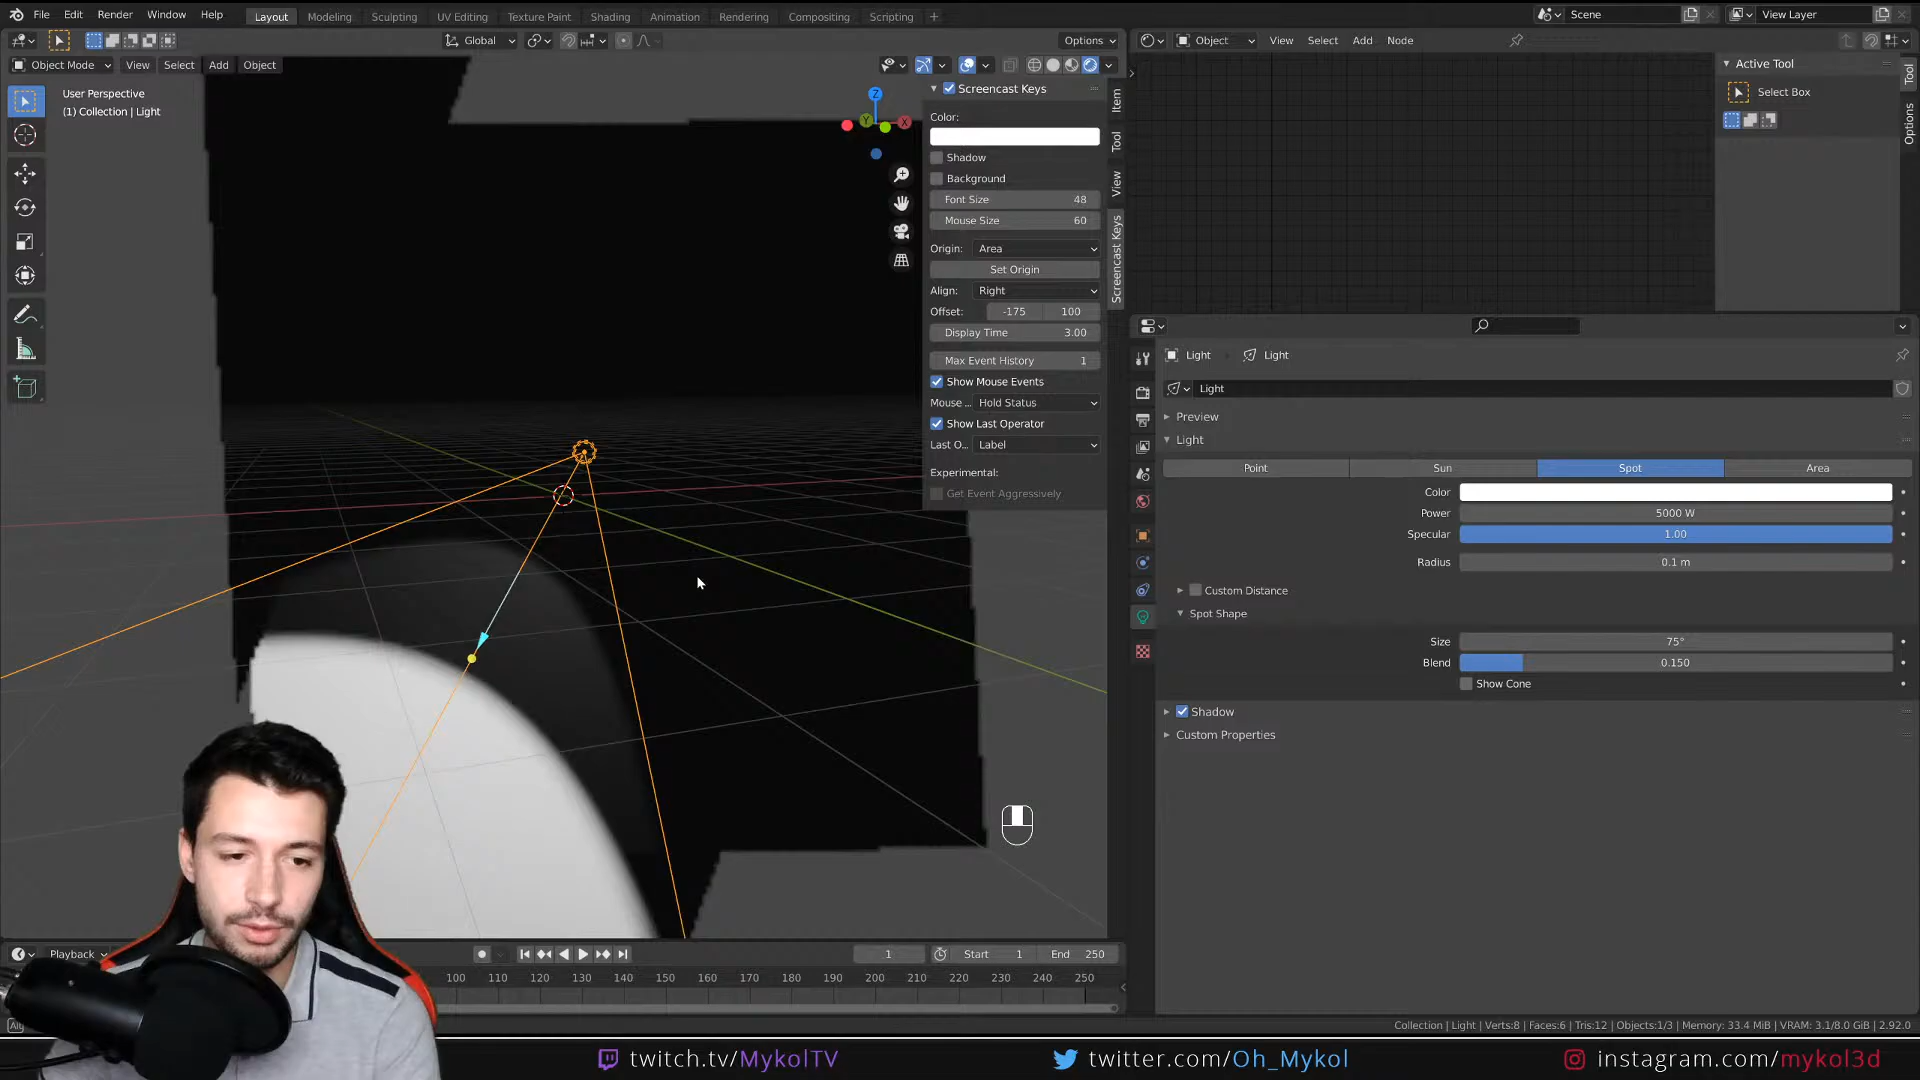 File Edit Render Window Help Layout Modeling Sculpting UV Editing Texture Paint Shading Animation Rendering Compositing Scripting + Scene View Layer
Global Options Object View Select Add Node
Object Mode View Select Add Object
User Perspective
(1) Collection | Light
Screencast Keys
Color:
Shadow
Background
Font Size 48
Mouse Size 60
Origin: Area
Set Origin
Align: Right
Offset: -175 100
Display Time 3.00
Max Event History 1
Show Mouse Events
Mouse ... Hold Status
Show Last Operator
Last O... Label
Experimental:
Get Event Aggressively
Item
Tool
View
Screencast Keys
Z
Y
X
Active Tool
Select Box
Tool
Options
Light Light
Light
Preview
Light
Point Sun Spot Area
Color
Power 5000 W
Specular 1.00
Radius 0.1 m
Custom Distance
Spot Shape
Size 75°
Blend 0.150
Show Cone
Shadow
Custom Properties
Playback 1 Start 1 End 250
100 110 120 130 140 150 160 170 180 190 200 210 220 230 240 250
Collection | Light | Verts:8 | Faces:6 | Tris:12 | Objects:1/3 | Memory: 33.4 MiB | VRAM: 3.1/8.0 GiB | 2.92.0
twitch.tv/MykolTV twitter.com/Oh_Mykol instagram.com/mykol3d